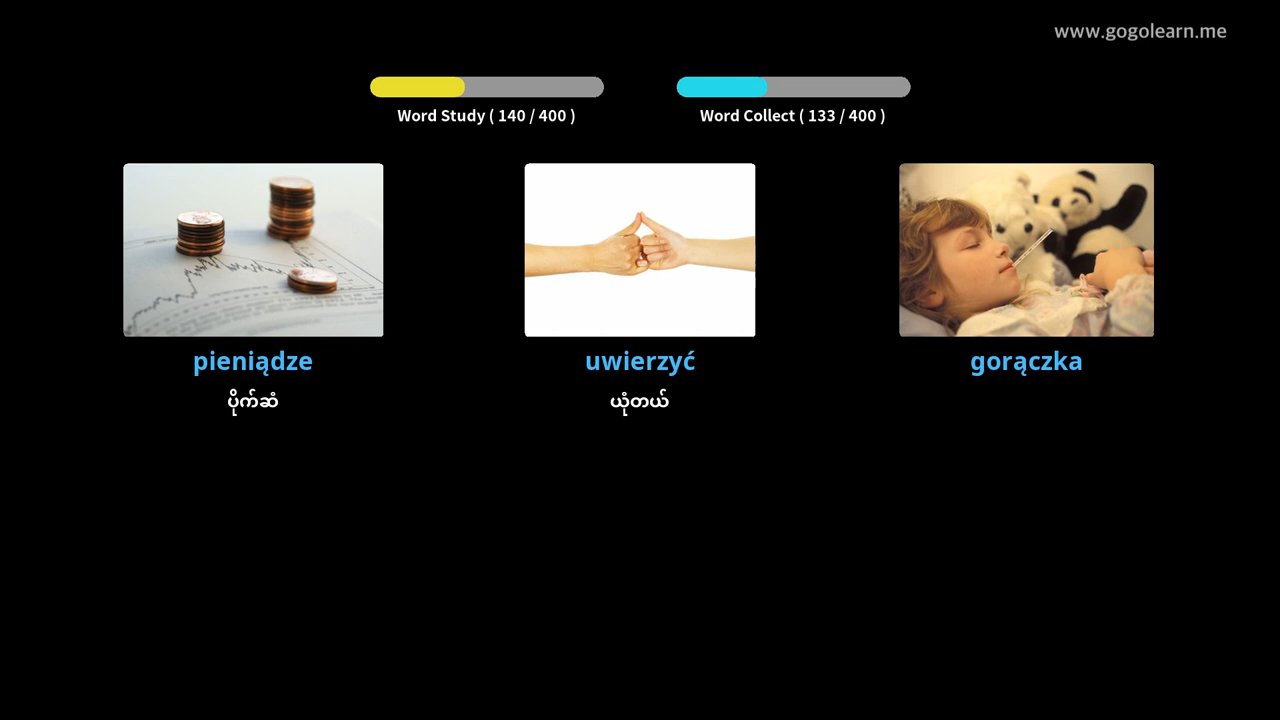 www.gogolearn.me
Word Study ( 140 / 400 )
Word Collect ( 133 / 400 )
pieniądze
uwierzyć
gorączka
ပိုက်ဆံ
ယုံတယ်